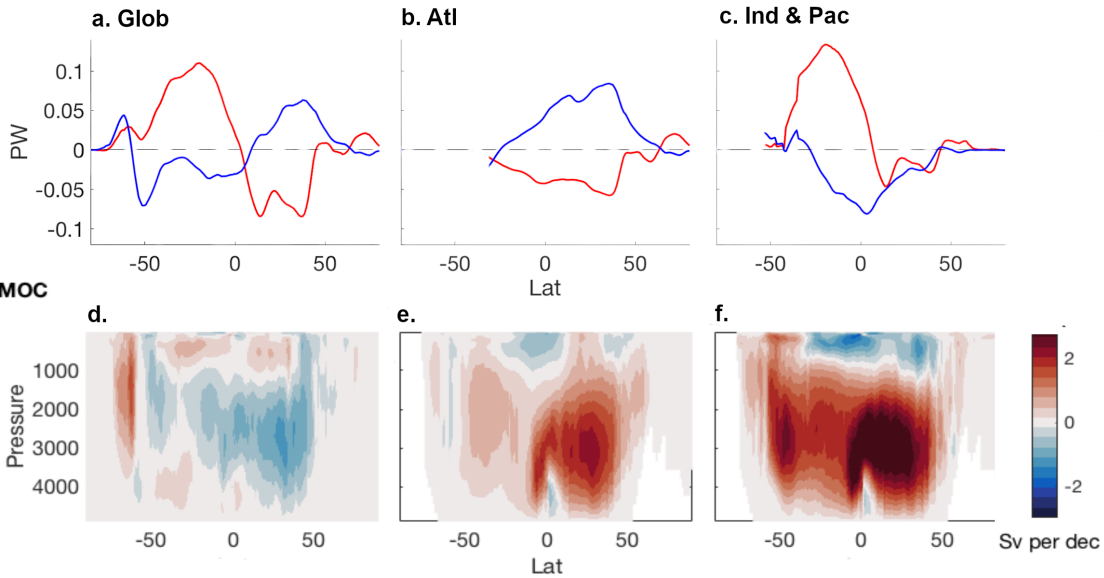 a. Glob
b. Atl
c. Ind & Pac
PW
0.1
0.05
0
-0.05
-0.1
-50 0 50
-50 0 50
-50 0 50
Lat
MOC
d.
e.
f.
Pressure
1000
2000
3000
4000
2
0
-2
-50 0 50
-50 0 50
-50 0 50
Sv per dec
Lat